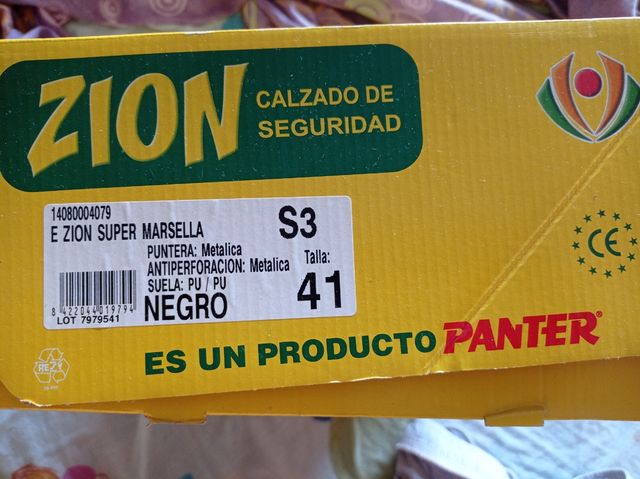 ZION
CALZADO DE
SEGURIDAD
14080004079
E ZION SUPER MARSELLA
S3
PUNTERA: Metalica
ANTIPERFORACION: Metalica
SUELA: PU / PU
Talla:
41
NEGRO
8 422044 019794
LOT 7979541
CE
ES UN PRODUCTO PANTER®